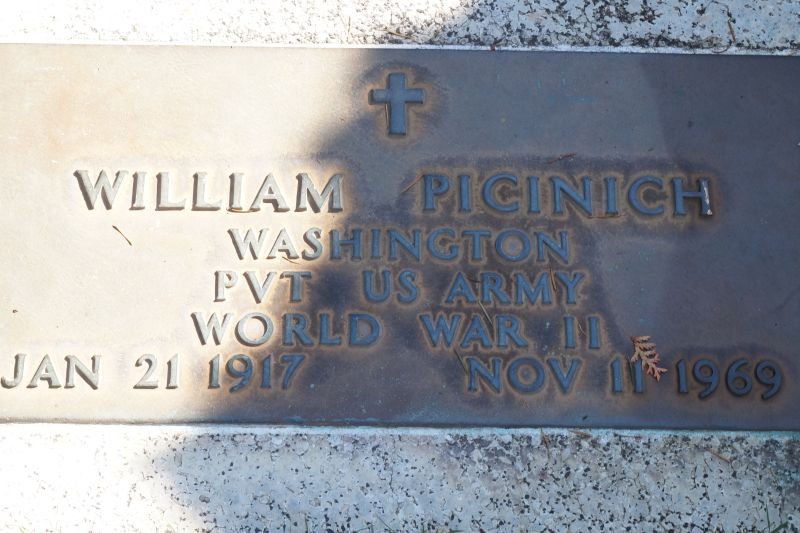 WILLIAM PICINICH
WASHINGTON
PVT US ARMY
WORLD WAR II
JAN 21 1917 NOV 11 1969